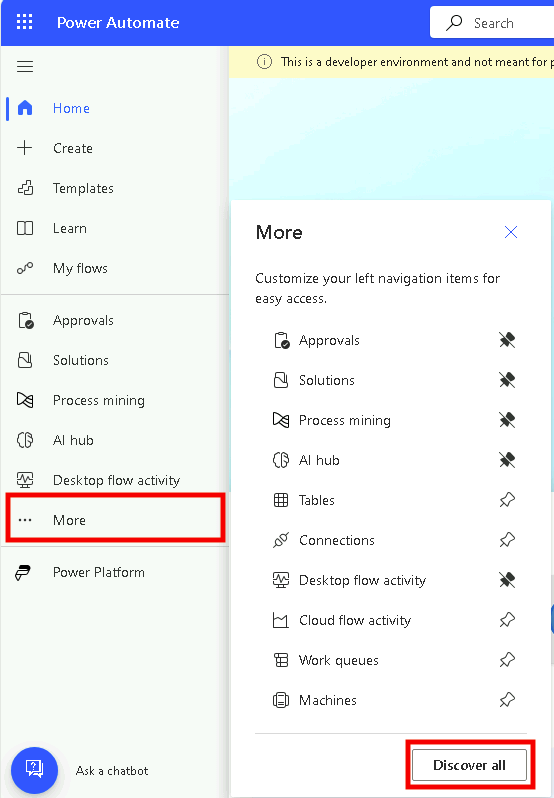 Power Automate
Search
This is a developer environment and not meant for
Home
Create
Templates
Learn
My flows
Approvals
Solutions
Process mining
AI hub
Desktop flow activity
More
Power Platform
Ask a chatbot
More
Customize your left navigation items for
easy access.
Approvals
Solutions
Process mining
AI hub
Tables
Connections
Desktop flow activity
Cloud flow activity
Work queues
Machines
Discover all